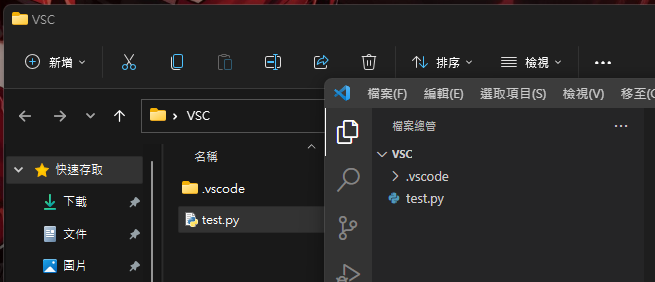 VSC
新增
排序
檢視
VSC
名稱
快速存取
下載
文件
圖片
.vscode
test.py
檔案(F) 編輯(E) 選取項目(S) 檢視(V) 移至(G
檔案總管
VSC
.vscode
test.py